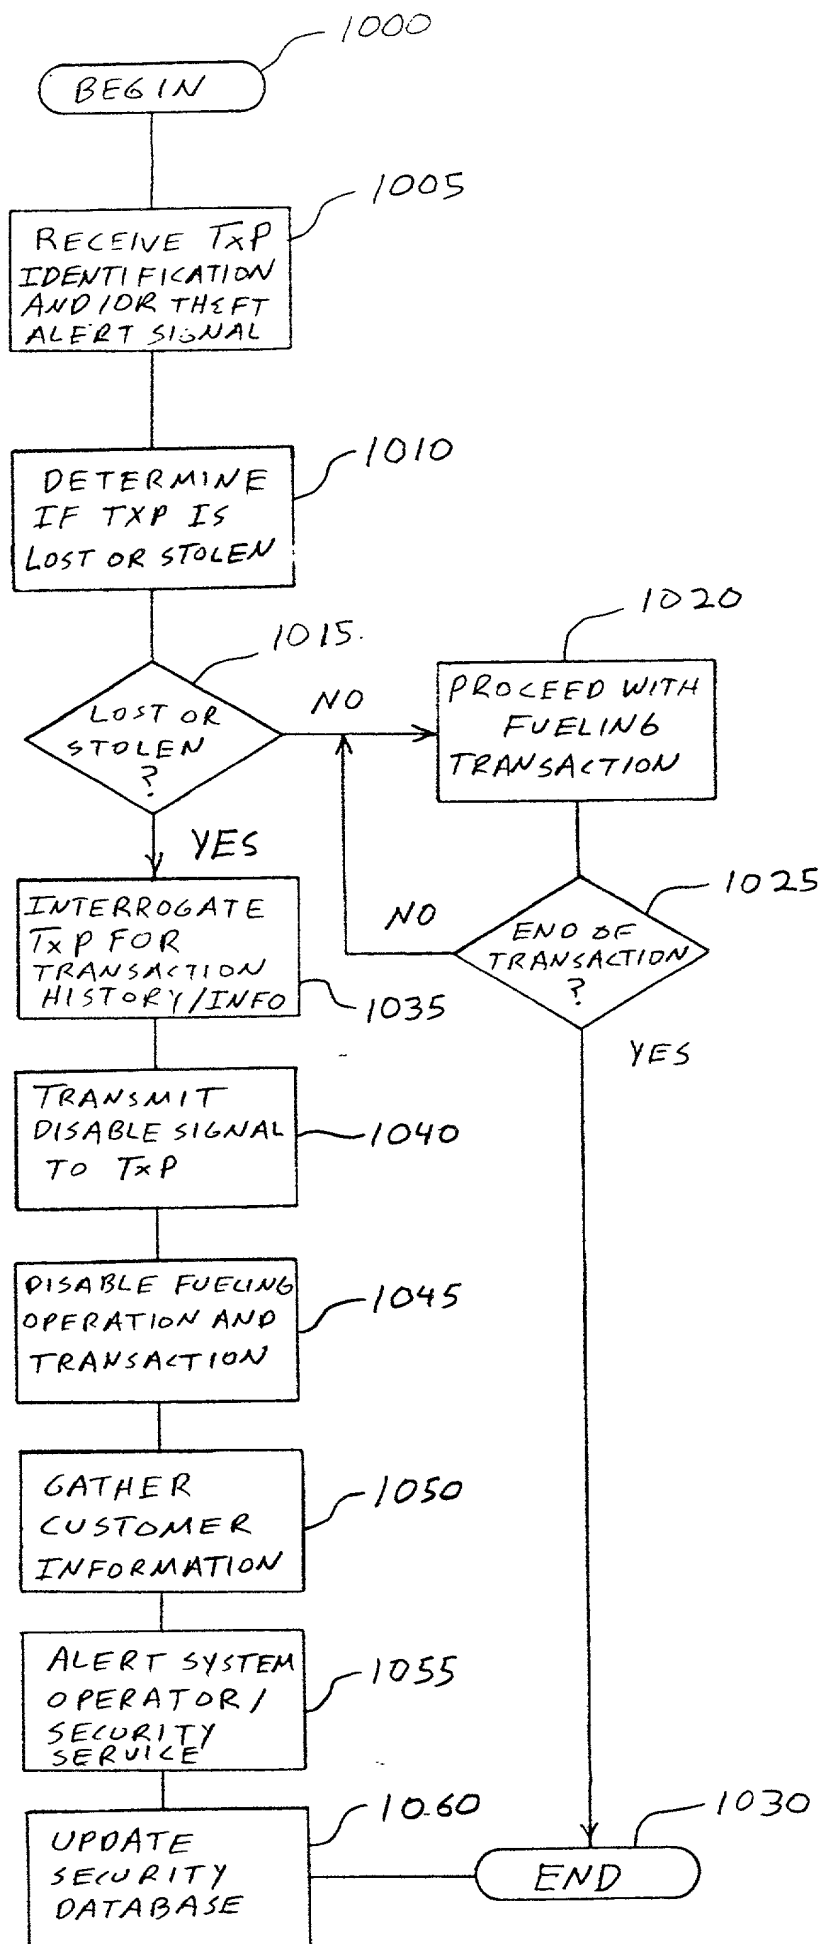 1000
BEGIN
1005
RECEIVE TxP
IDENTIFICATION
AND/OR THEFT
ALERT SIGNAL
1010
DETERMINE
IF TXP IS
LOST OR STOLEN
1015.
LOST OR
STOLEN
?
NO
1020
PROCEED WITH
FUELING
TRANSACTION
YES
1025
END OF
TRANSACTION
?
NO
YES
INTERROGATE
TxP FOR
TRANSACTION
HISTORY/INFO
1035
TRANSMIT
DISABLE SIGNAL
TO TxP
1040
DISABLE FUELING
OPERATION AND
TRANSACTION
1045
GATHER
CUSTOMER
INFORMATION
1050
ALERT SYSTEM
OPERATOR/
SECURITY
SERVICE
1055
UPDATE
SECURITY
DATABASE
1060
1030
END